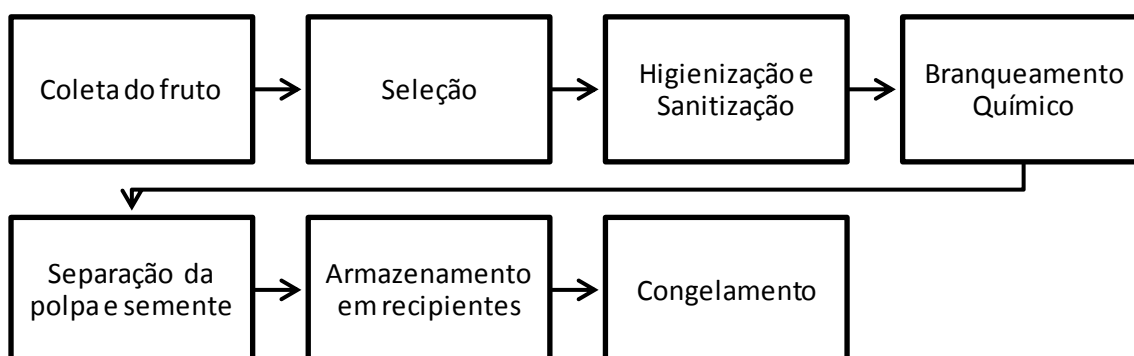 Coleta do fruto
Seleção
Higienização e
Sanitização
Branqueamento
Químico
Separação da
polpa e semente
Armazenamento
em recipientes
Congelamento